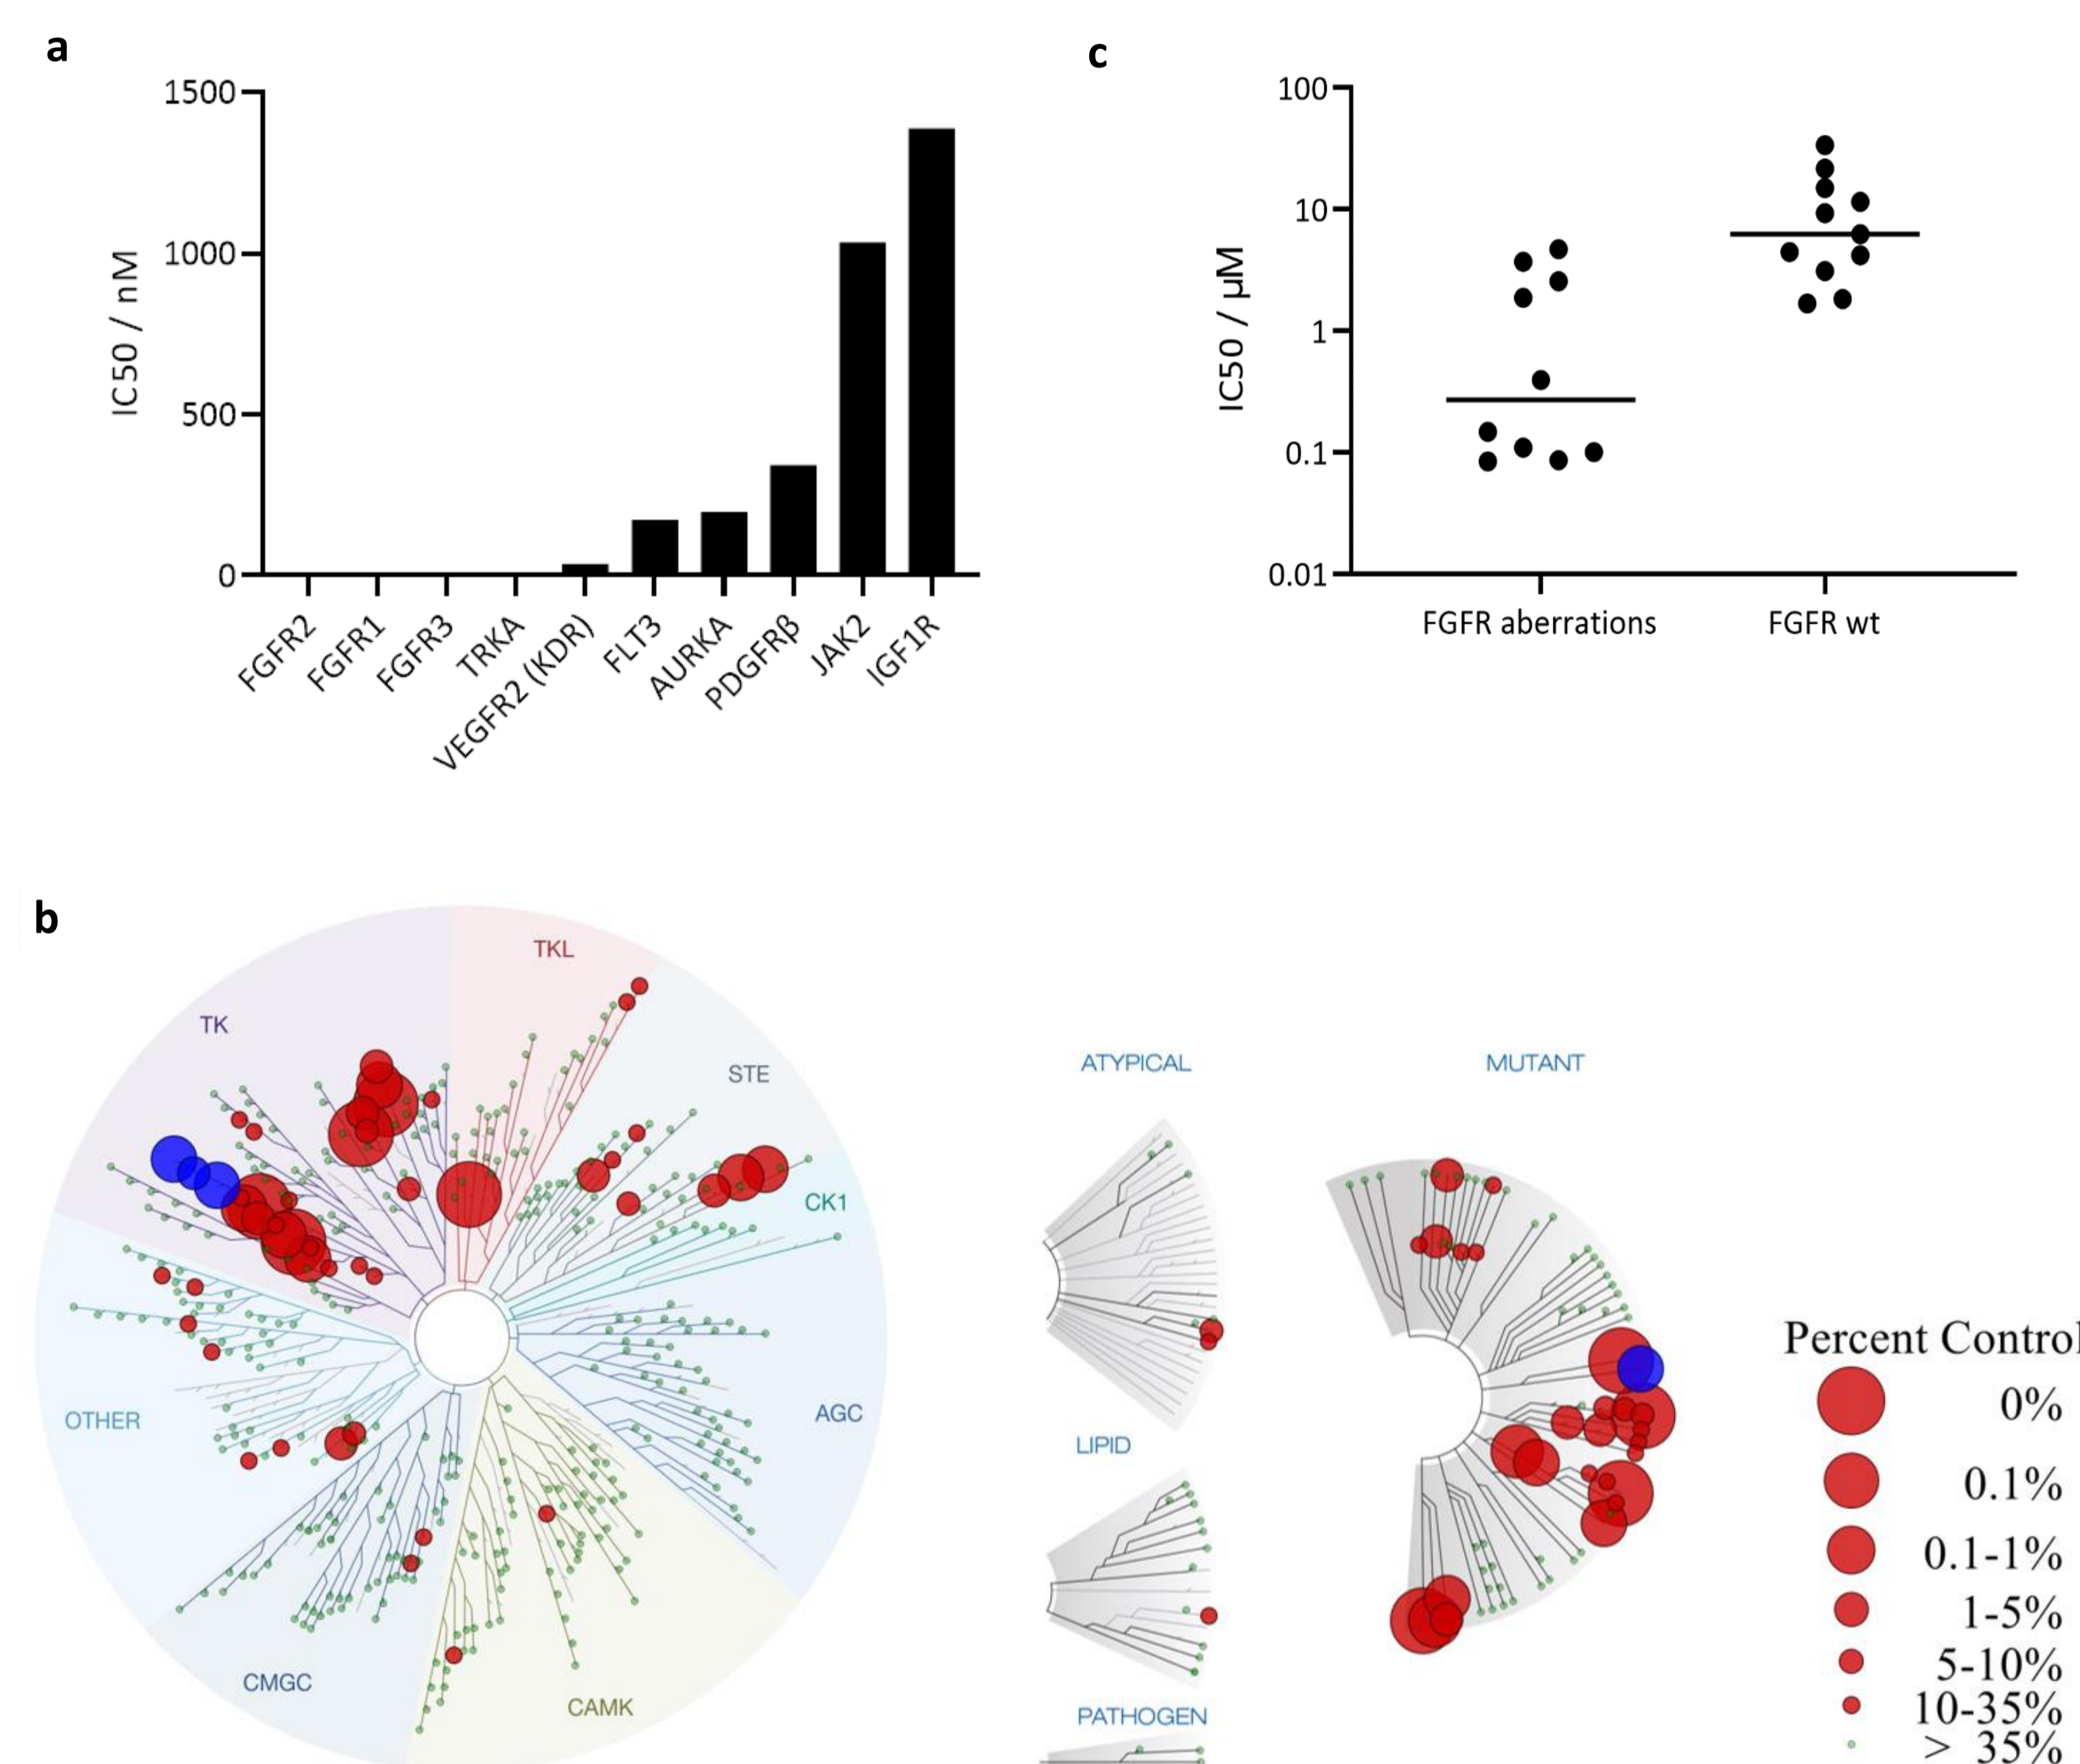 a
1500
1000
500
0
IC50 / nM
FGFR2
FGFR1
FGFR3
TRKA
VEGFR2 (KDR)
FLT3
AURKA
PDGFRβ
JAK2
IGF1R
c
100
10
1
0.1
0.01
IC50 / μM
FGFR aberrations
FGFR wt
b
TK
TKL
STE
CK1
AGC
CAMK
CMGC
OTHER
ATYPICAL
LIPID
PATHOGEN
MUTANT
Percent Control
0%
0.1%
0.1-1%
1-5%
5-10%
10-35%
> 35%